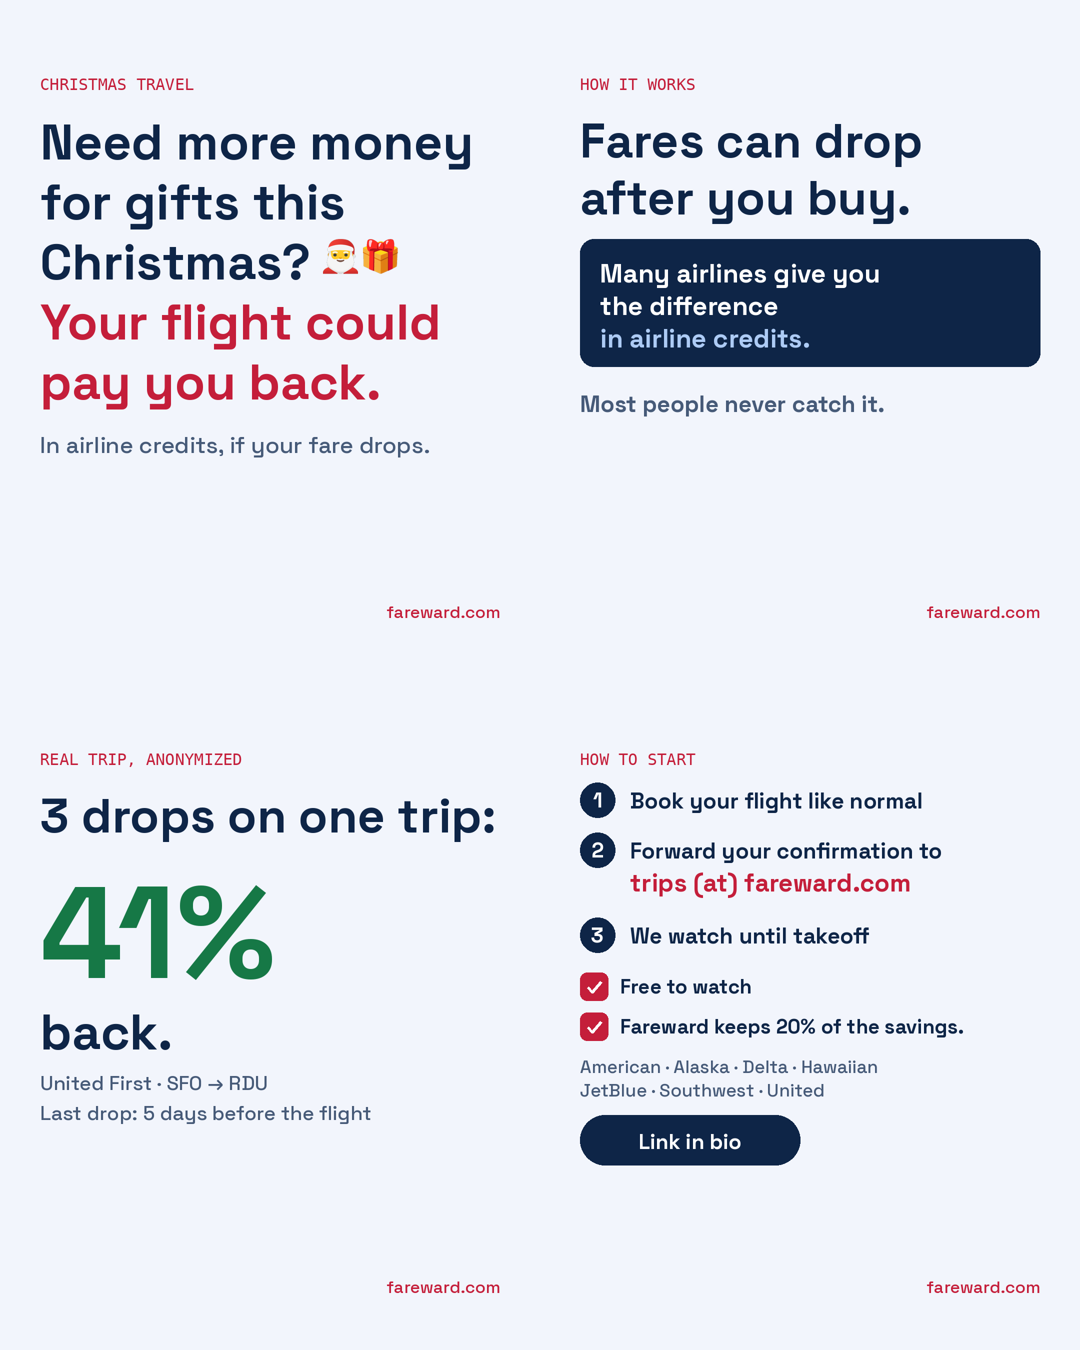 CHRISTMAS TRAVEL
Need more money
for gifts this
Christmas? 🎅🎁
Your flight could
pay you back.
In airline credits, if your fare drops.
fareward.com
HOW IT WORKS
Fares can drop
after you buy.
Many airlines give you
the difference
in airline credits.
Most people never catch it.
fareward.com
REAL TRIP, ANONYMIZED
3 drops on one trip:
41%
back.
United First · SFO → RDU
Last drop: 5 days before the flight
fareward.com
HOW TO START
1 Book your flight like normal
2 Forward your confirmation to
trips (at) fareward.com
3 We watch until takeoff
Free to watch
Fareward keeps 20% of the savings.
American · Alaska · Delta · Hawaiian
JetBlue · Southwest · United
Link in bio
fareward.com